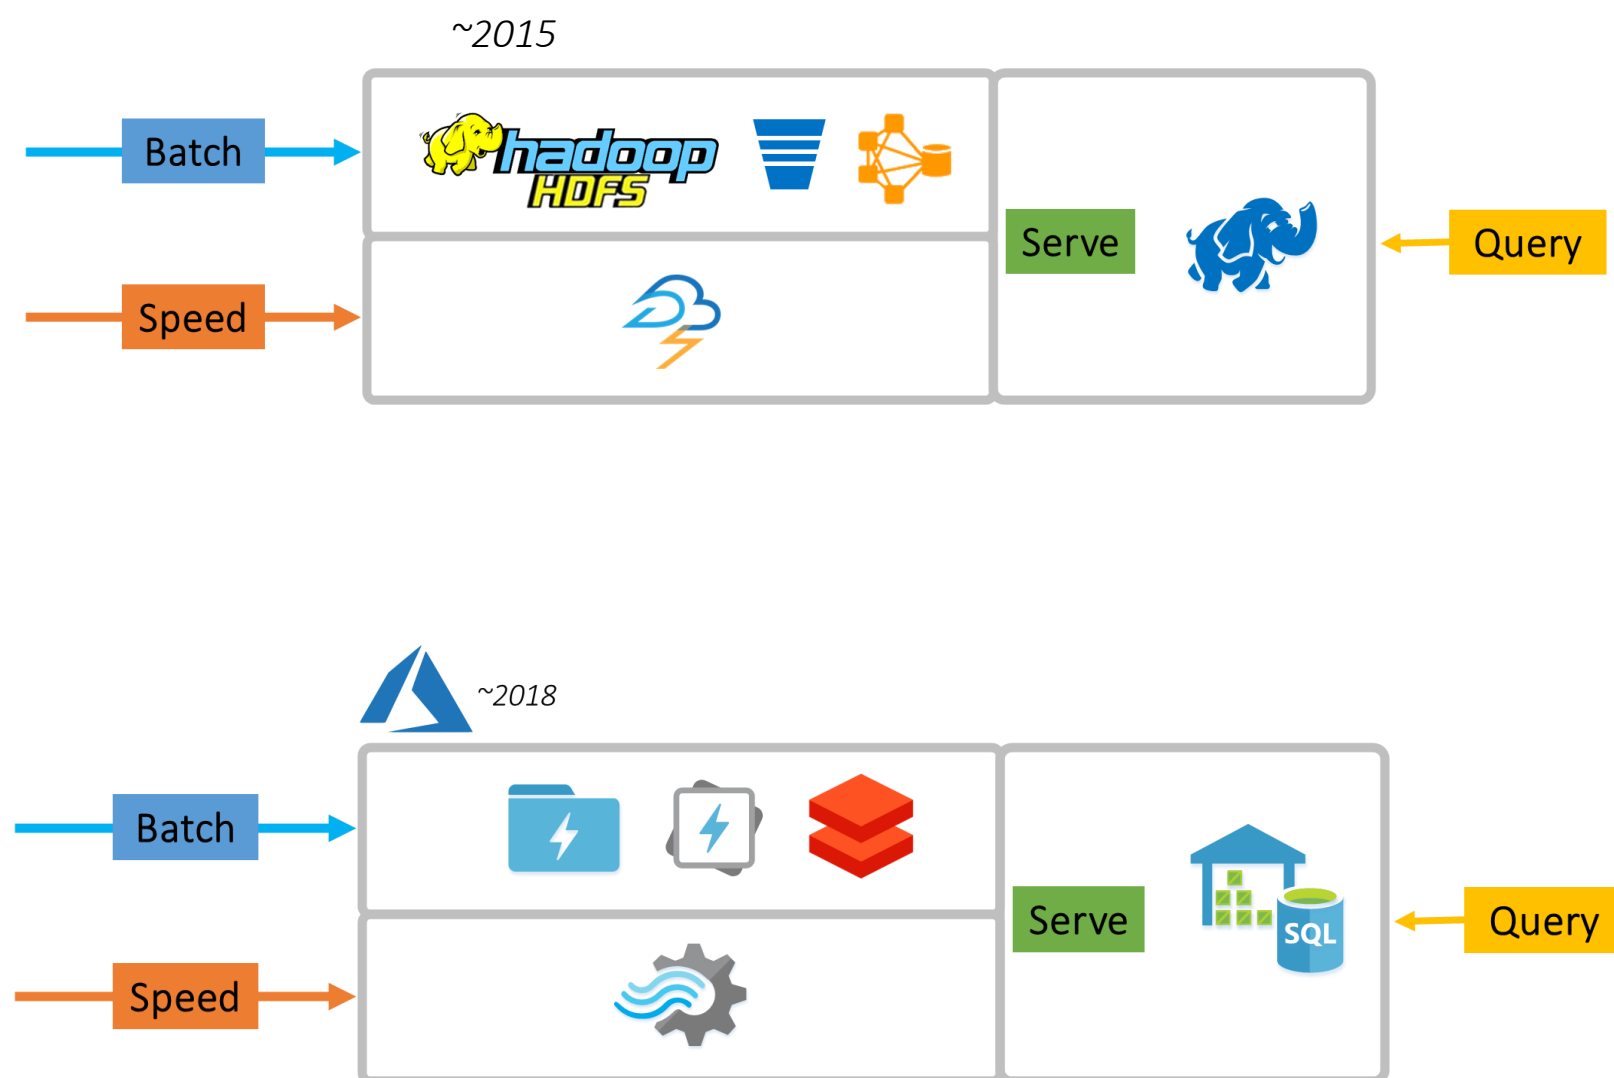 ~2015
Batch
hadoop
HDFS
Serve
Query
Speed
~2018
Batch
Serve
SQL
Query
Speed